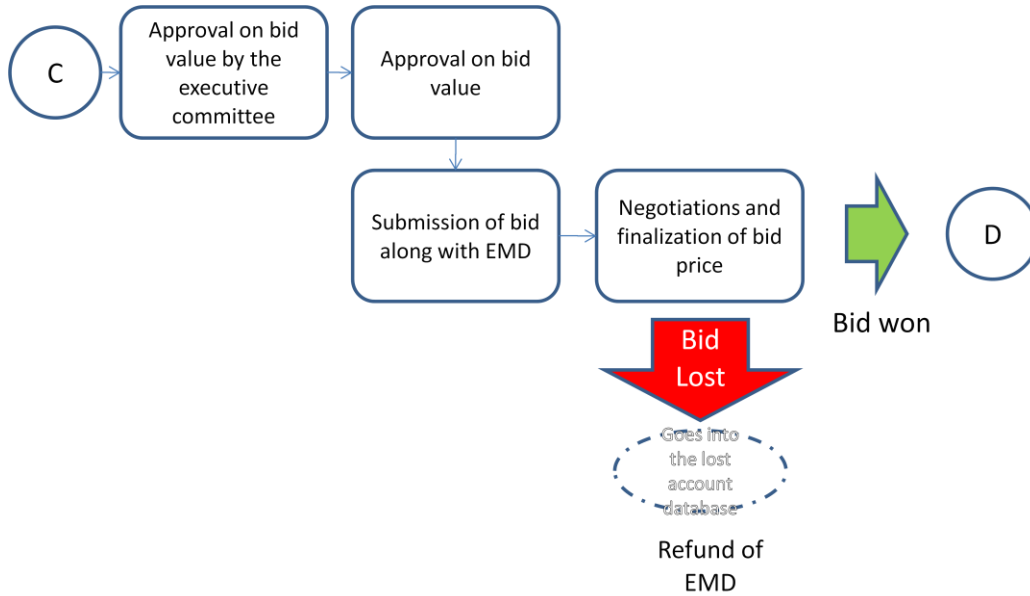 C
Approval on bid
value by the
executive
committee
Approval on bid
value
Submission of bid
along with EMD
Negotiations and
finalization of bid
price
D
Bid won
Bid
Lost
Goes into
the lost
account
database
Refund of
EMD